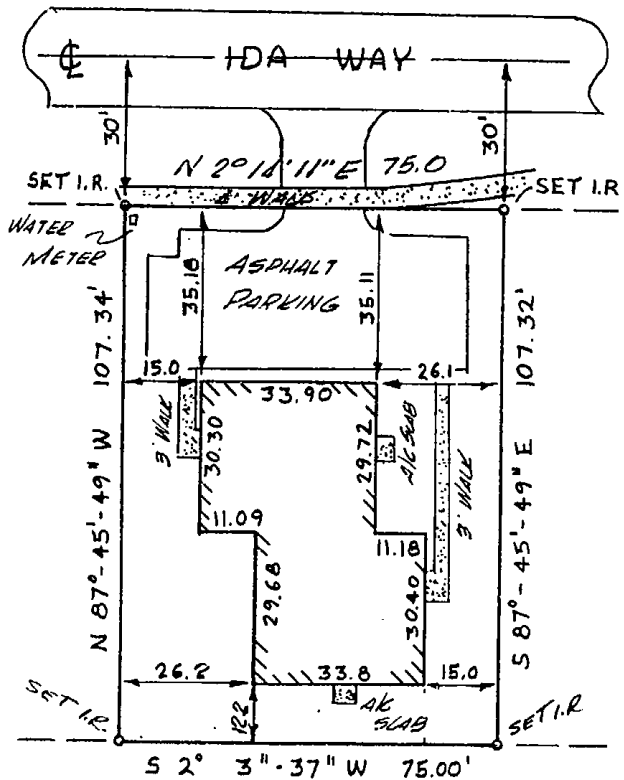 ℄ IDA WAY
30'
30'
N 2° 14' 11" E 75.0
SET I.R.
SET I.R
4' WALK
WATER
METER
ASPHALT
PARKING
35.18
35.11
107.34'
107.32'
15.0
26.1
33.90
3' WALK
30.30
29.72
A/C SLAB
3' WALK
11.09
11.18
N 87°-45'-49" W
S 87°-45'-49" E
29.68
30.40
26.2
33.8
15.0
12.2
A/C
SLAB
SET I.R.
SET I.R
S 2° 3"-37" W 75.00'